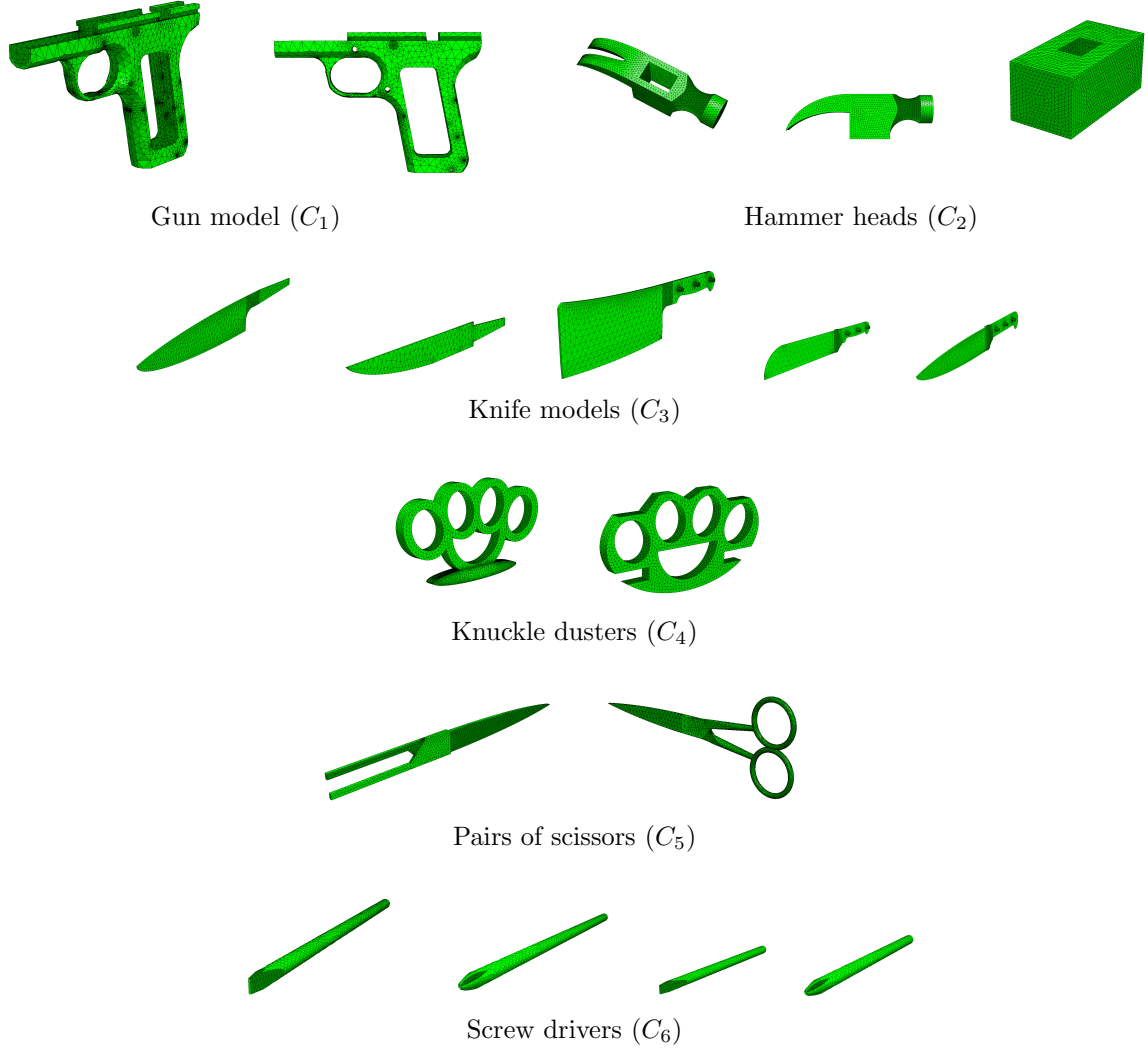 Gun model (C₁)
Hammer heads (C₂)
Knife models (C₃)
Knuckle dusters (C₄)
Pairs of scissors (C₅)
Screw drivers (C₆)